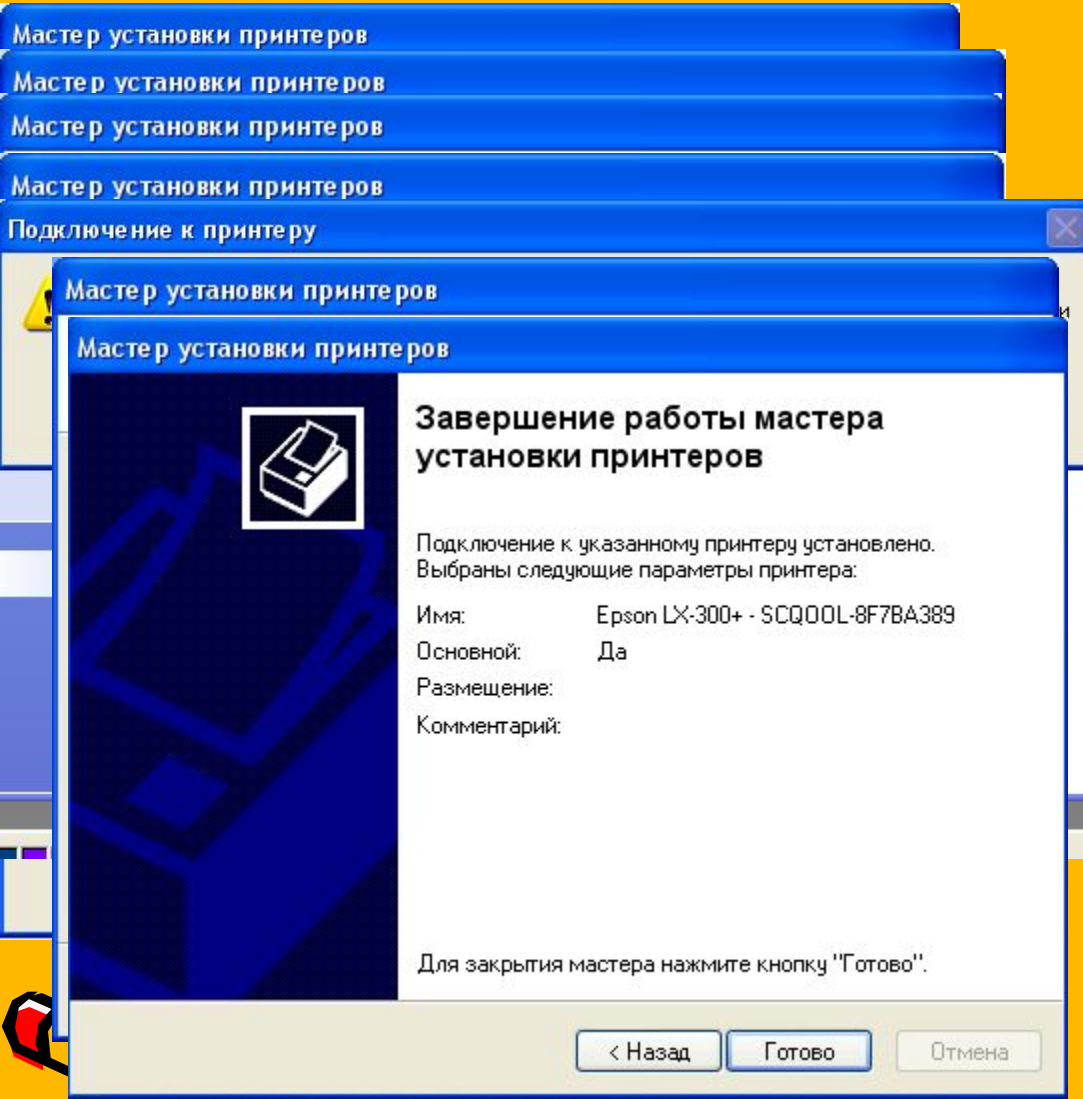 Мастер установки принтеров
Мастер установки принтеров
Мастер установки принтеров
Мастер установки принтеров
Подключение к принтеру
Мастер установки принтеров
и
Мастер установки принтеров
Завершение работы мастера
установки принтеров
Подключение к указанному принтеру установлено.
Выбраны следующие параметры принтера:
Имя: Epson LX-300+ - SCQOOL-8F7BA389
Основной: Да
Размещение:
Комментарий:
Для закрытия мастера нажмите кнопку "Готово".
< Назад Готово Отмена